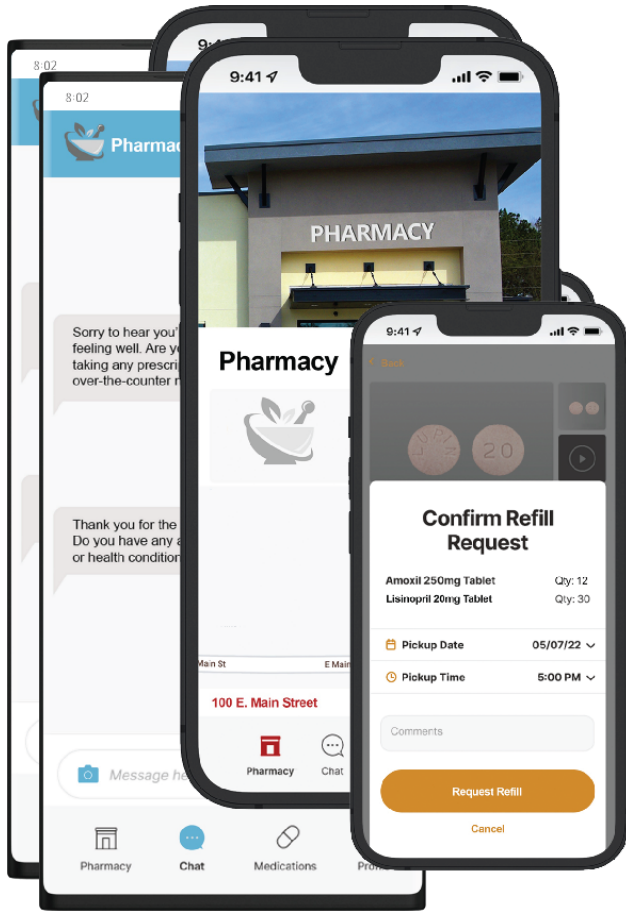 8:02
8:02
Pharmac
Sorry to hear you'
feeling well. Are yo
taking any prescrip
over-the-counter m
Thank you for the
Do you have any a
or health condition
Message he
Pharmacy
Chat
Medications
9:4
9:41
PHARMACY
Pharmacy
Main St
E Main
100 E. Main Street
Pharmacy
Chat
9:41
Back
LUPIN
20
Confirm Refill
Request
Amoxil 250mg Tablet Qty: 12
Lisinopril 20mg Tablet Qty: 30
Pickup Date 05/07/22
Pickup Time 5:00 PM
Comments
Request Refill
Cancel